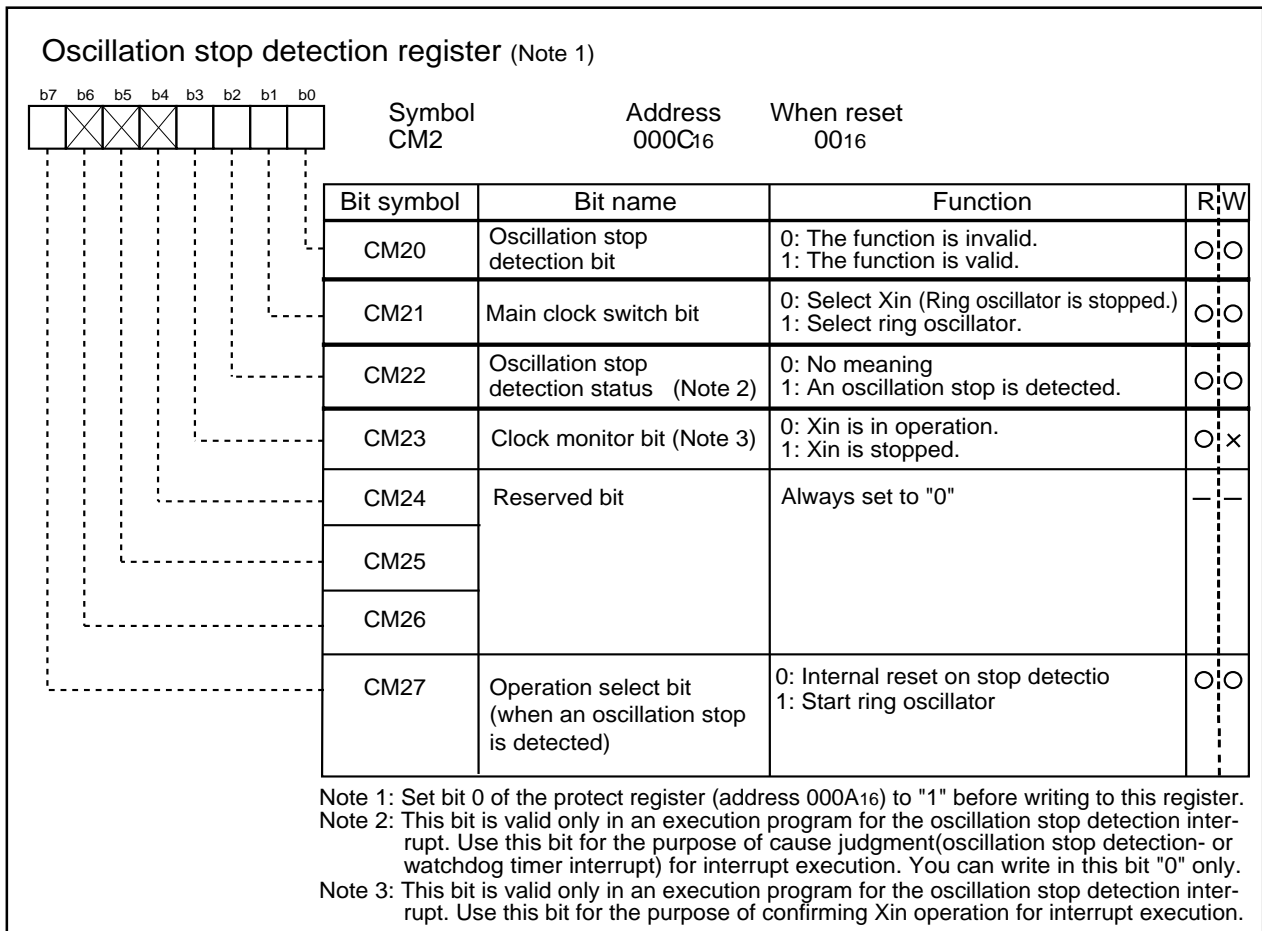 Oscillation stop detection register (Note 1)
b7 b6 b5 b4 b3 b2 b1 b0
Symbol Address When reset
CM2 000C16 0016
Bit symbol Bit name Function R W
CM20 Oscillation stop detection bit 0: The function is invalid.
1: The function is valid.
CM21 Main clock switch bit 0: Select Xin (Ring oscillator is stopped.)
1: Select ring oscillator.
CM22 Oscillation stop detection status (Note 2) 0: No meaning
1: An oscillation stop is detected.
CM23 Clock monitor bit (Note 3) 0: Xin is in operation.
1: Xin is stopped.
CM24 Reserved bit Always set to "0"
CM25
CM26
CM27 Operation select bit
(when an oscillation stop
is detected)
0: Internal reset on stop detectio
1: Start ring oscillator
Note 1: Set bit 0 of the protect register (address 000A16) to "1" before writing to this register.
Note 2: This bit is valid only in an execution program for the oscillation stop detection inter-
rupt. Use this bit for the purpose of cause judgment(oscillation stop detection- or
watchdog timer interrupt) for interrupt execution. You can write in this bit "0" only.
Note 3: This bit is valid only in an execution program for the oscillation stop detection inter-
rupt. Use this bit for the purpose of confirming Xin operation for interrupt execution.